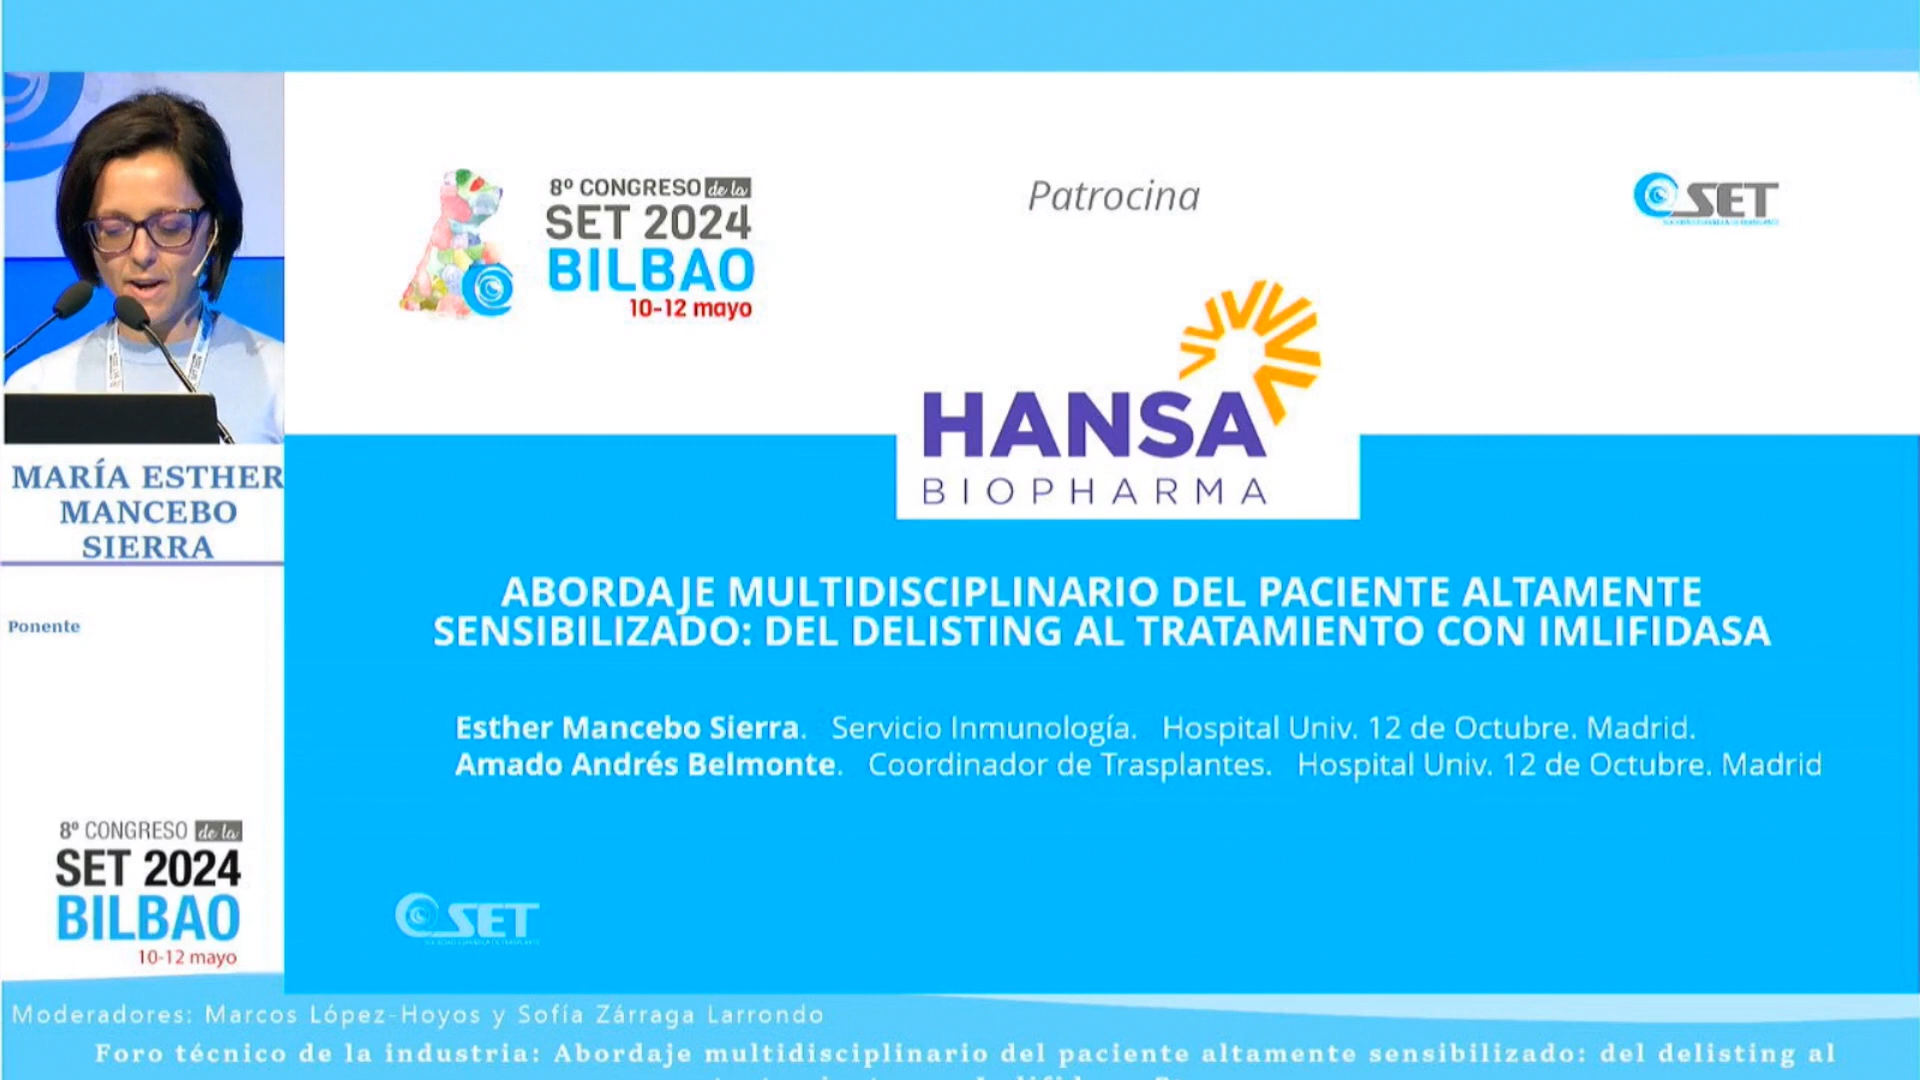 8º CONGRESO de la
SET 2024
BILBAO
10-12 mayo
Patrocina
SET
HANSA
BIOPHARMA
MARÍA ESTHER
MANCEBO
SIERRA
Ponente
ABORDAJE MULTIDISCIPLINARIO DEL PACIENTE ALTAMENTE
SENSIBILIZADO: DEL DELISTING AL TRATAMIENTO CON IMLIFIDASA
Esther Mancebo Sierra. Servicio Inmunología. Hospital Univ. 12 de Octubre. Madrid.
Amado Andrés Belmonte. Coordinador de Trasplantes. Hospital Univ. 12 de Octubre. Madrid
8º CONGRESO de la
SET 2024
BILBAO
10-12 mayo
SET
Moderadores: Marcos López-Hoyos y Sofía Zárraga Larrondo
Foro técnico de la industria: Abordaje multidisciplinario del paciente altamente sensibilizado: del delisting al